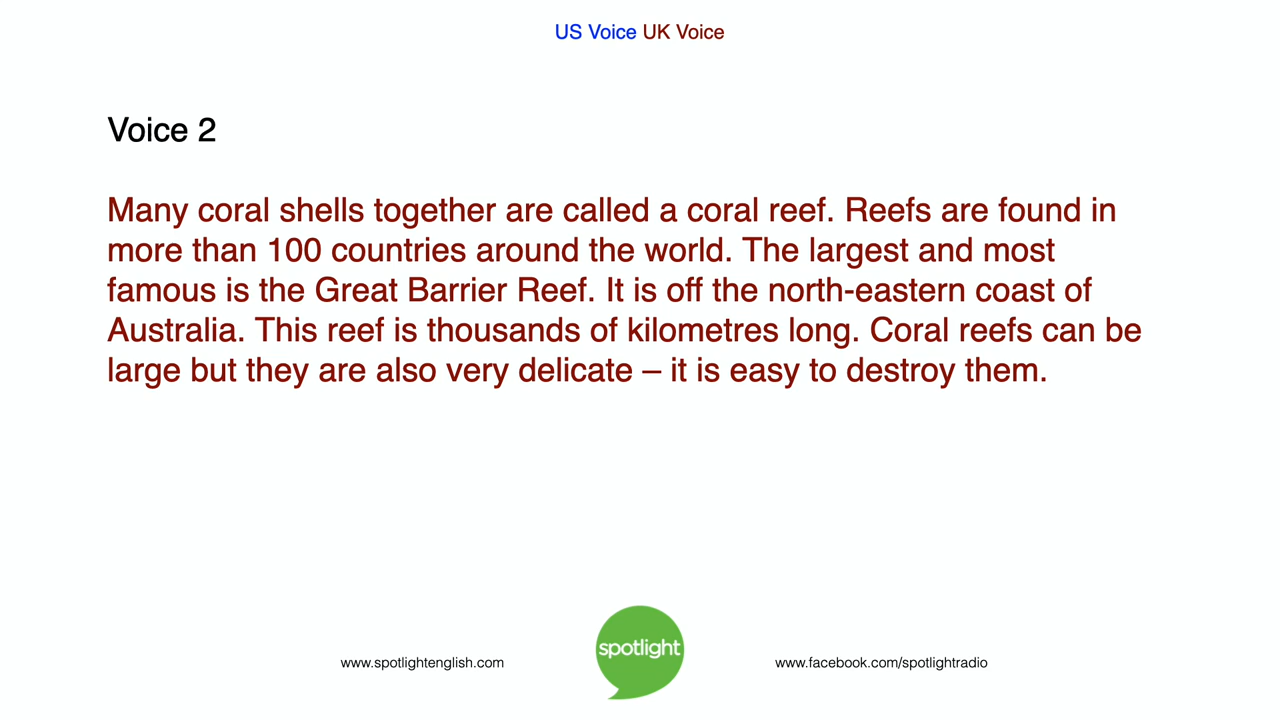 US Voice UK Voice
Voice 2
Many coral shells together are called a coral reef. Reefs are found in
more than 100 countries around the world. The largest and most
famous is the Great Barrier Reef. It is off the north-eastern coast of
Australia. This reef is thousands of kilometres long. Coral reefs can be
large but they are also very delicate – it is easy to destroy them.
spotlight
www.spotlightenglish.com
www.facebook.com/spotlightradio